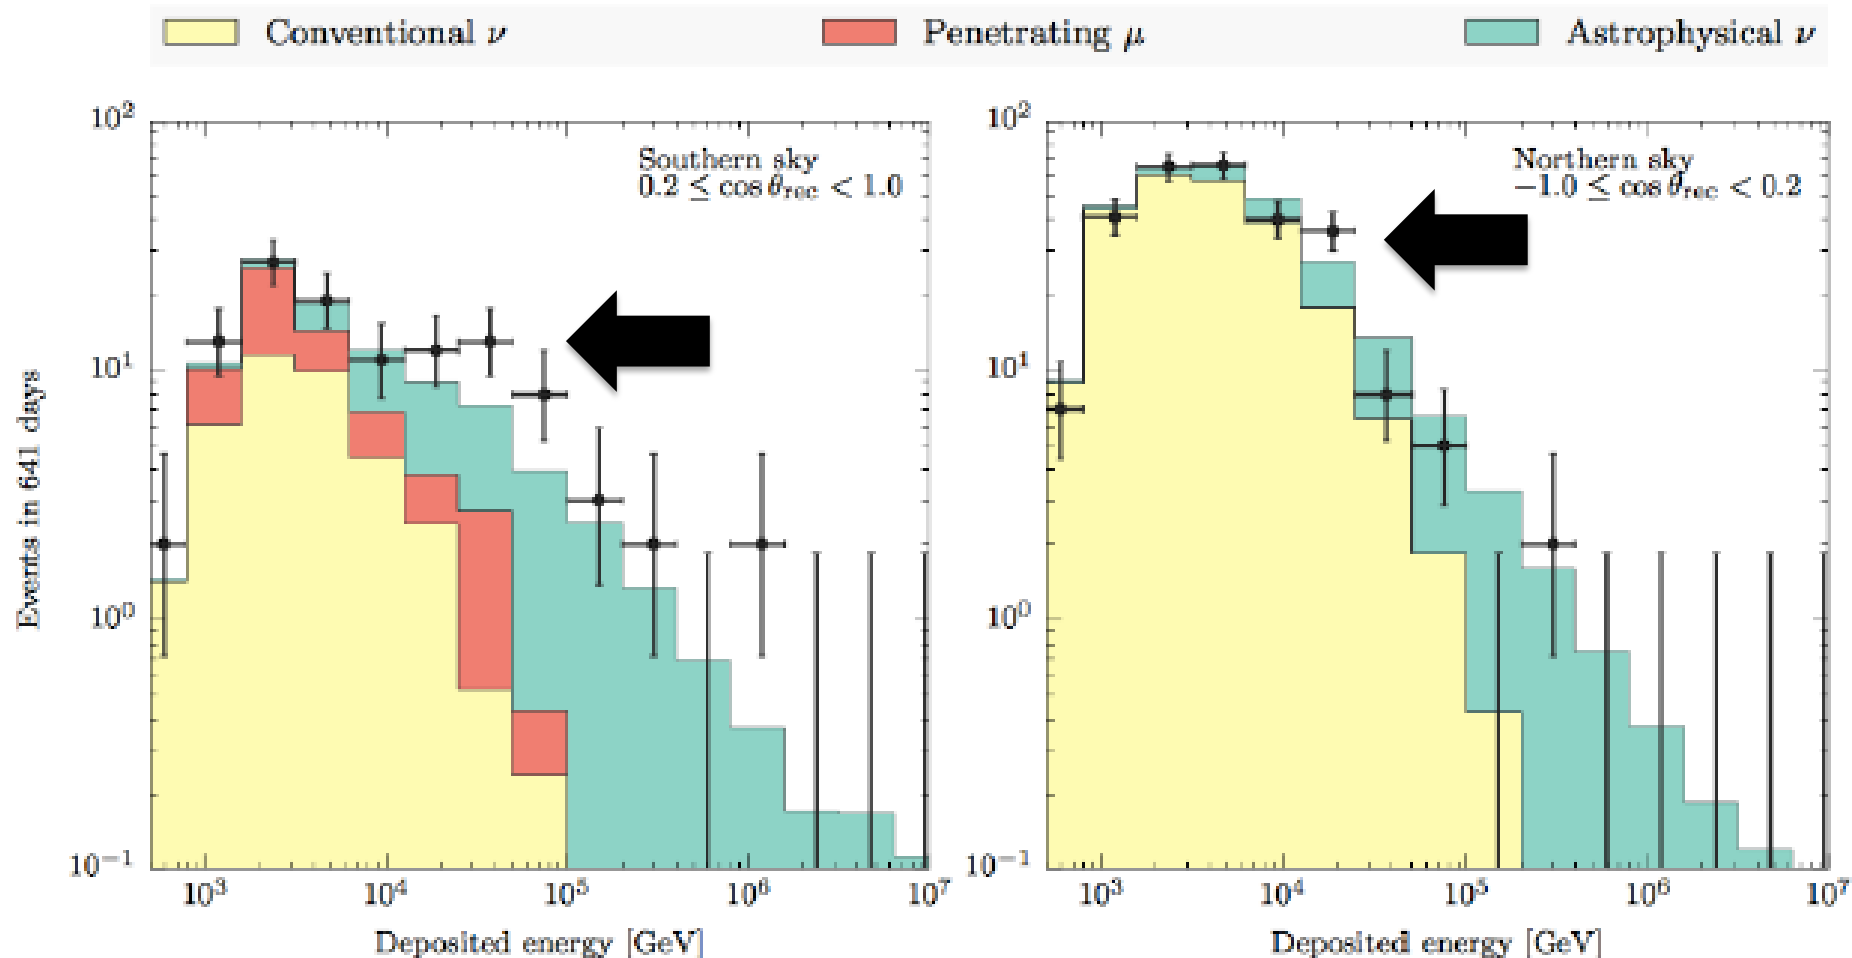 Conventional ν Penetrating μ Astrophysical ν
10² 10²
Southern sky Northern sky
0.2 ≤ cos θrec < 1.0 −1.0 ≤ cos θrec < 0.2
10¹ 10¹
Events in 641 days
10⁰ 10⁰
10⁻¹ 10⁻¹
10³ 10⁴ 10⁵ 10⁶ 10⁷ 10³ 10⁴ 10⁵ 10⁶ 10⁷
Deposited energy [GeV] Deposited energy [GeV]